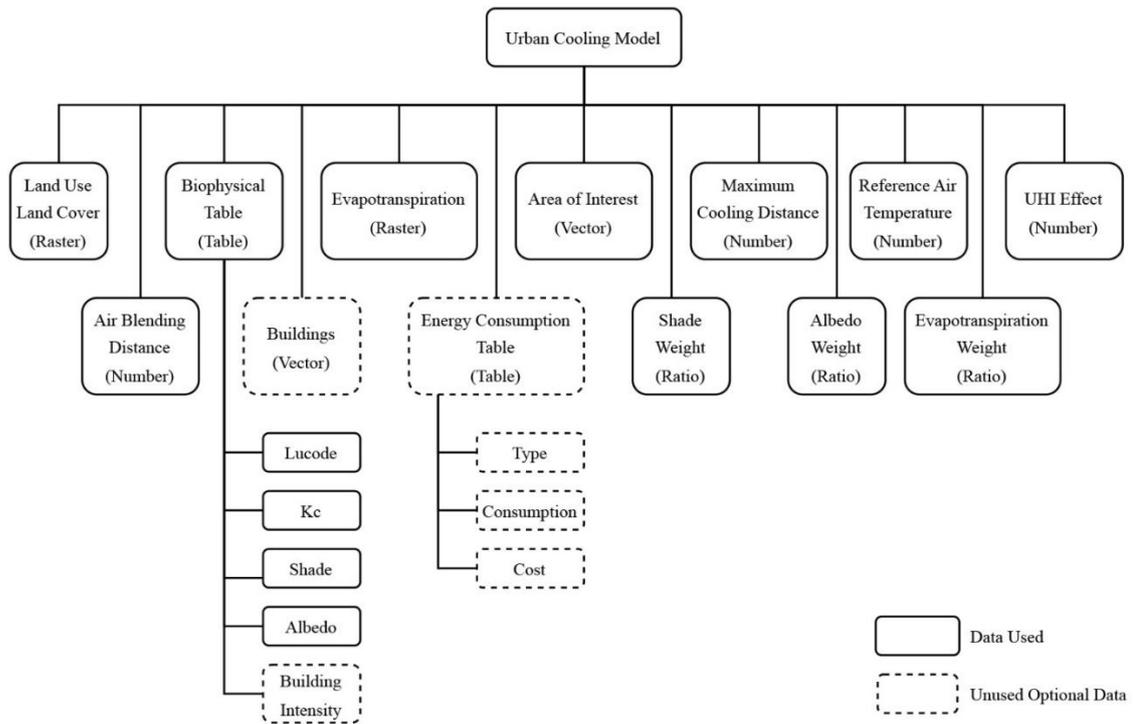 Urban Cooling Model
Land Use
Land Cover
(Raster)
Biophysical
Table
(Table)
Evapotranspiration
(Raster)
Area of Interest
(Vector)
Maximum
Cooling Distance
(Number)
Reference Air
Temperature
(Number)
UHI Effect
(Number)
Air Blending
Distance
(Number)
Buildings
(Vector)
Energy Consumption
Table
(Table)
Shade
Weight
(Ratio)
Albedo
Weight
(Ratio)
Evapotranspiration
Weight
(Ratio)
Lucode
Kc
Shade
Albedo
Building
Intensity
Type
Consumption
Cost
Data Used
Unused Optional Data